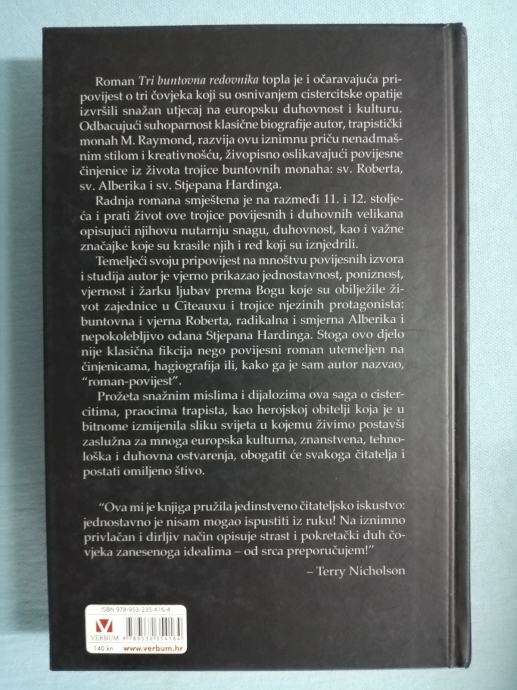 Roman Tri buntovna redovnika topla je i očaravajuća pri-
povijest o tri čovjeka koji su osnivanjem cistercitske opatije
izvršili snažan utjecaj na europsku duhovnost i kulturu.
Odbacujući suhoparnost klasične biografije autor, trapistički
monah M. Raymond, razvija ovu iznimnu priču nenadmaš-
nim stilom i kreativnošću, živopisno oslikavajući povijesne
činjenice iz života trojice buntovnih monaha: sv. Roberta,
sv. Alberika i sv. Stjepana Hardinga.
Radnja romana smještena je na razmeđi 11. i 12. stolje-
ća i prati život ove trojice povijesnih i duhovnih velikana
opisujući njihovu nutarnju snagu, duhovnost, kao i važne
značajke koje su krasile njih i red koji su iznjedrili.
Temeljeći svoju pripovijest na mnoštvu povijesnih izvora
i studija autor je vjerno prikazao jednostavnost, poniznost,
vjernost i žarku ljubav prema Bogu koje su obilježile ži-
vot zajednice u Cîteauxu i trojice njezinih protagonista:
buntovna i vjerna Roberta, radikalna i smjerna Alberika i
nepokolebljivo odana Stjepana Hardinga. Stoga ovo djelo
nije klasična fikcija nego povijesni roman utemeljen na
činjenicama, hagiografija ili, kako ga je sam autor nazvao,
"roman-povijest".
Prožeta snažnim mislima i dijalozima ova saga o cister-
citima, praocima trapista, kao herojskoj obitelji koja je u
bitnome izmijenila sliku svijeta u kojemu živimo postavši
zaslužna za mnoga europska kulturna, znanstvena, tehno-
loška i duhovna ostvarenja, obogatit će svakoga čitatelja i
postati omiljeno štivo.
"Ova mi je knjiga pružila jedinstveno čitateljsko iskustvo:
jednostavno je nisam mogao ispustiti iz ruku! Na iznimno
privlačan i dirljiv način opisuje strast i pokretački duh čo-
vjeka zanesenoga idealima – od srca preporučujem!"
– Terry Nicholson
ISBN 978-953-235-416-4
VERBUM
9 789532 354164
140 kn
www.verbum.hr